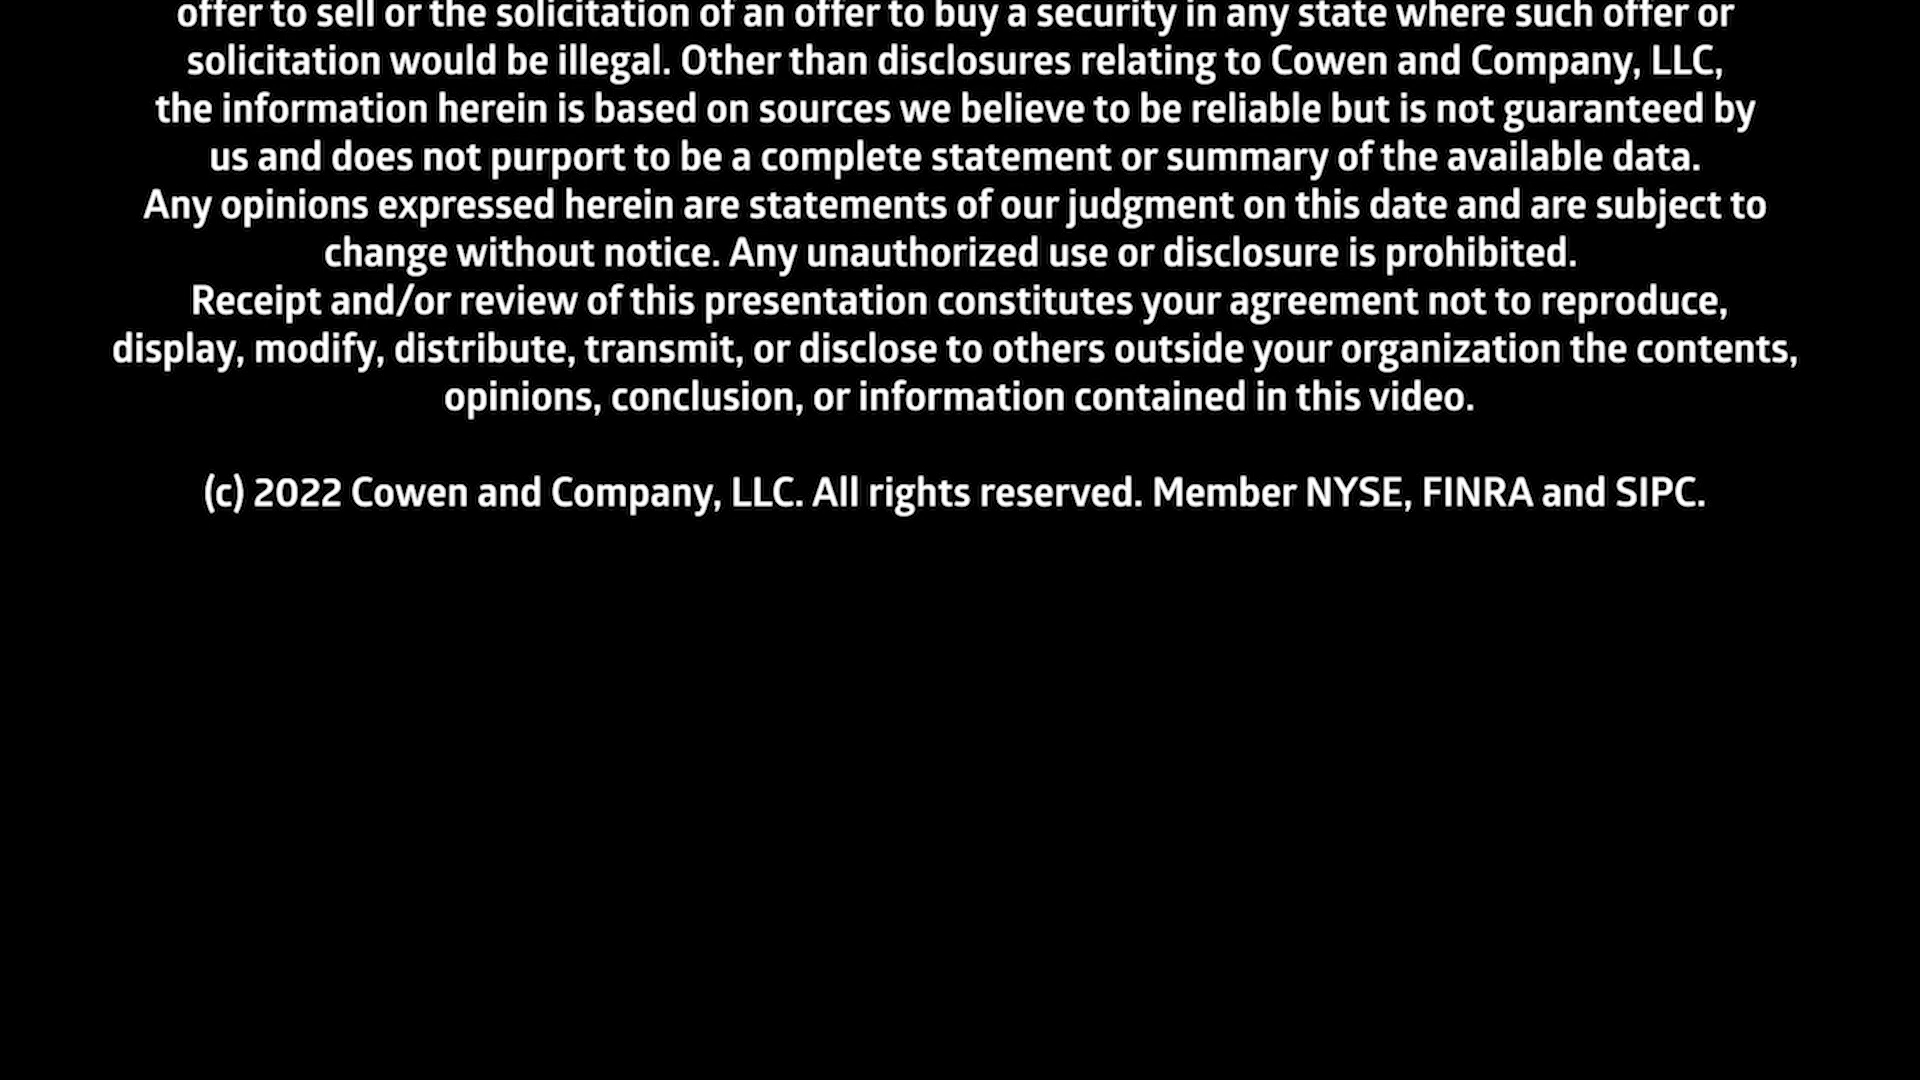 offer to sell or the solicitation of an offer to buy a security in any state where such offer or
solicitation would be illegal. Other than disclosures relating to Cowen and Company, LLC,
the information herein is based on sources we believe to be reliable but is not guaranteed by
us and does not purport to be a complete statement or summary of the available data.
Any opinions expressed herein are statements of our judgment on this date and are subject to
change without notice. Any unauthorized use or disclosure is prohibited.
Receipt and/or review of this presentation constitutes your agreement not to reproduce,
display, modify, distribute, transmit, or disclose to others outside your organization the contents,
opinions, conclusion, or information contained in this video.
(c) 2022 Cowen and Company, LLC. All rights reserved. Member NYSE, FINRA and SIPC.